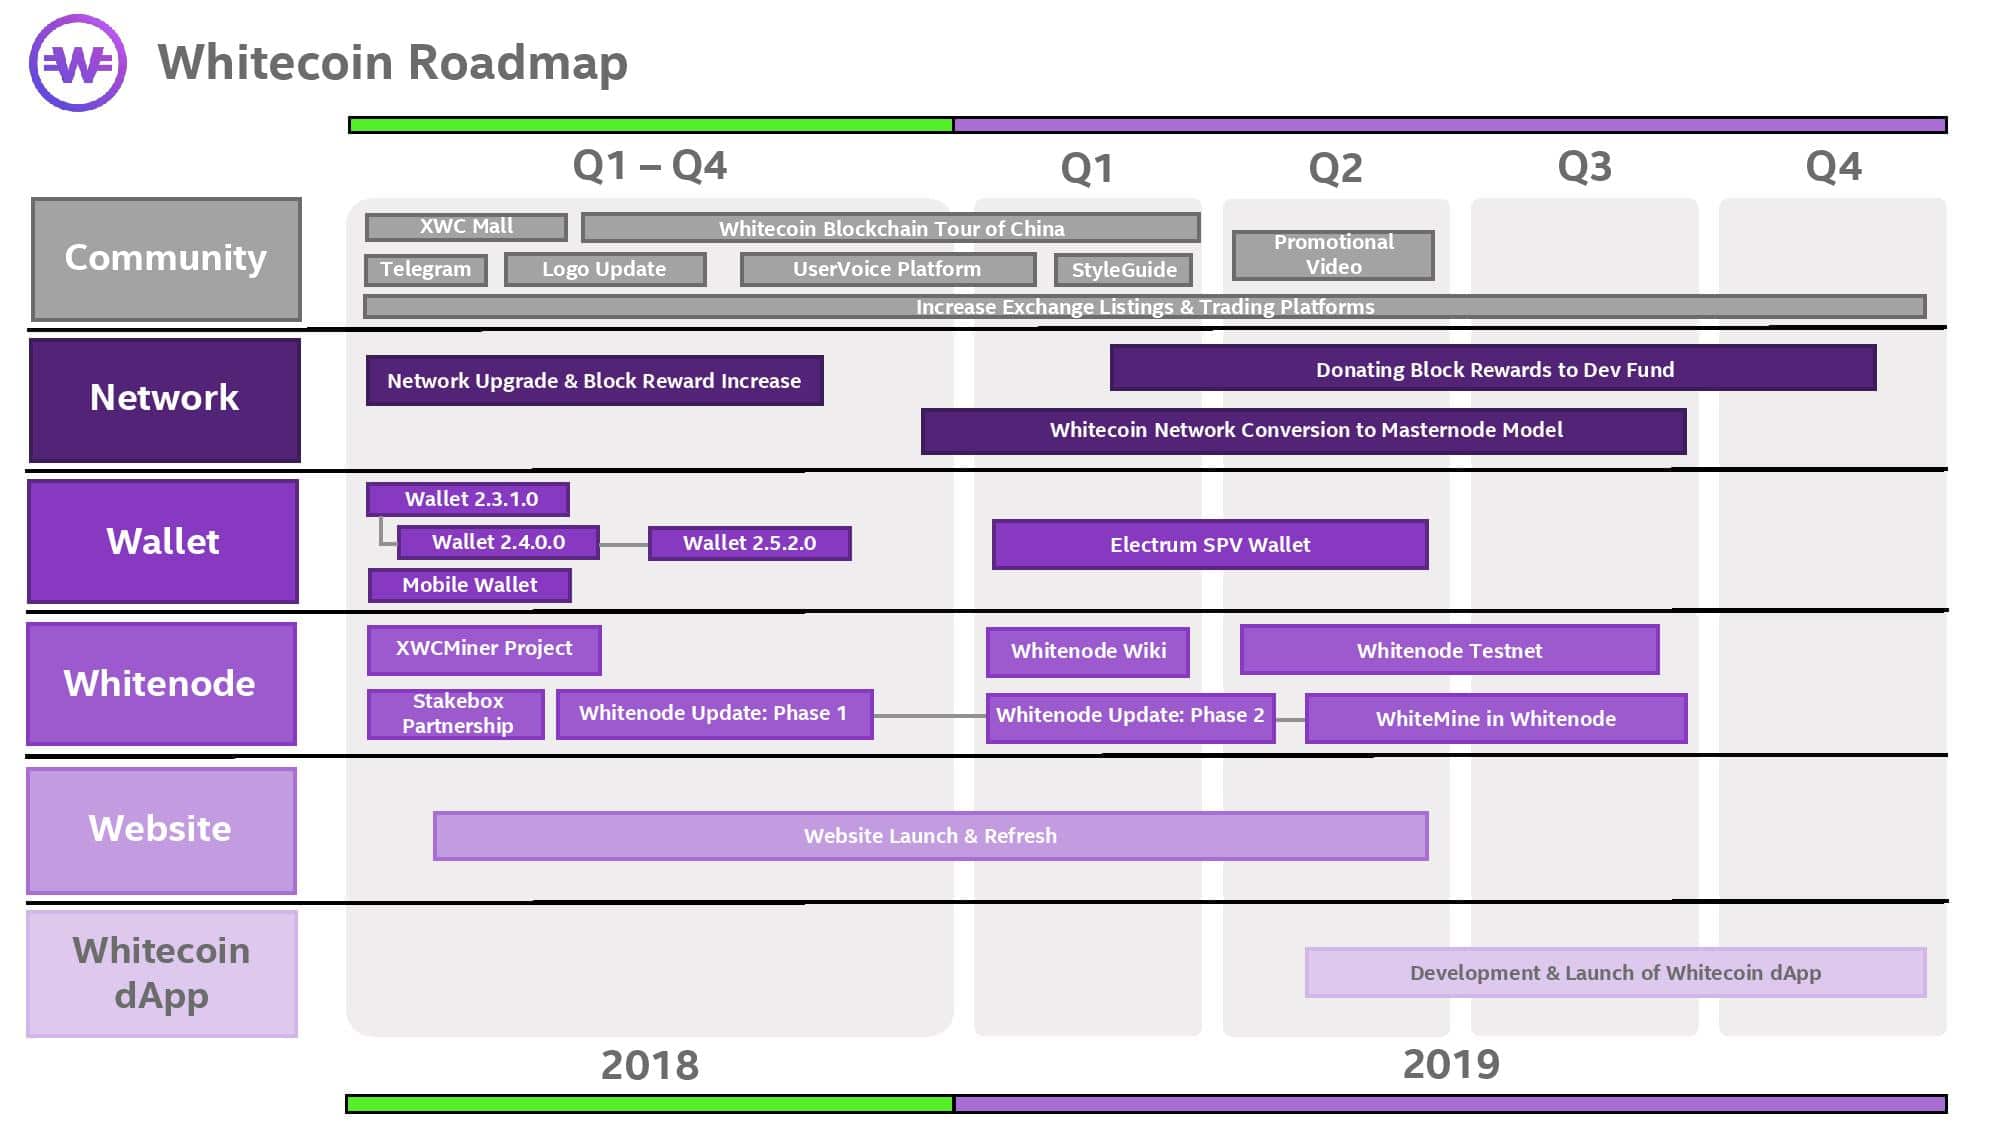 Whitecoin Roadmap
Q1 – Q4
Q1
Q2
Q3
Q4
Community
XWC Mall
Whitecoin Blockchain Tour of China
Promotional
Video
Telegram
Logo Update
UserVoice Platform
StyleGuide
Increase Exchange Listings & Trading Platforms
Network
Network Upgrade & Block Reward Increase
Donating Block Rewards to Dev Fund
Whitecoin Network Conversion to Masternode Model
Wallet
Wallet 2.3.1.0
Wallet 2.4.0.0
Wallet 2.5.2.0
Mobile Wallet
Electrum SPV Wallet
Whitenode
XWCMiner Project
Whitenode Wiki
Whitenode Testnet
Stakebox
Partnership
Whitenode Update: Phase 1
Whitenode Update: Phase 2
WhiteMine in Whitenode
Website
Website Launch & Refresh
Whitecoin
dApp
Development & Launch of Whitecoin dApp
2018
2019